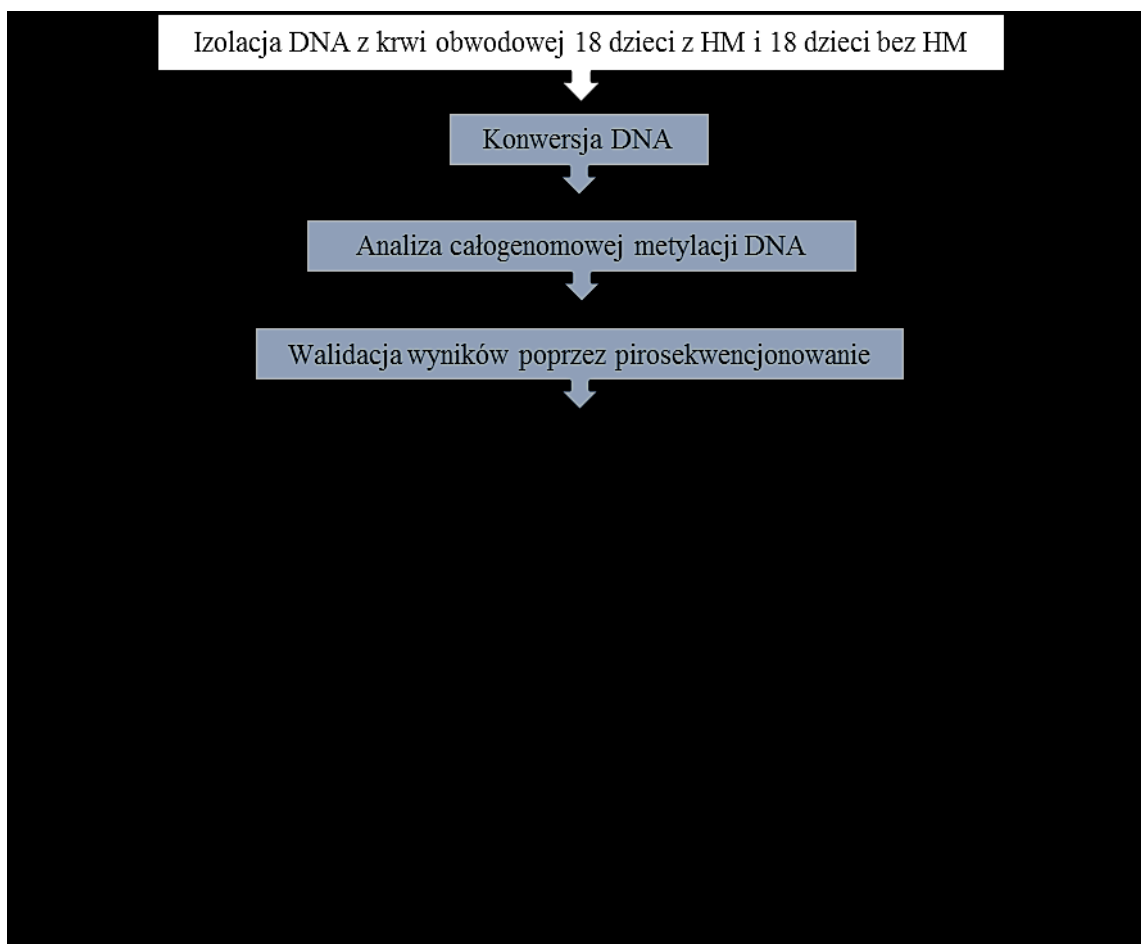 Izolacja DNA z krwi obwodowej 18 dzieci z HM i 18 dzieci bez HM
Konwersja DNA
Analiza całogenomowej metylacji DNA
Walidacja wyników poprzez pirosekwencjonowanie